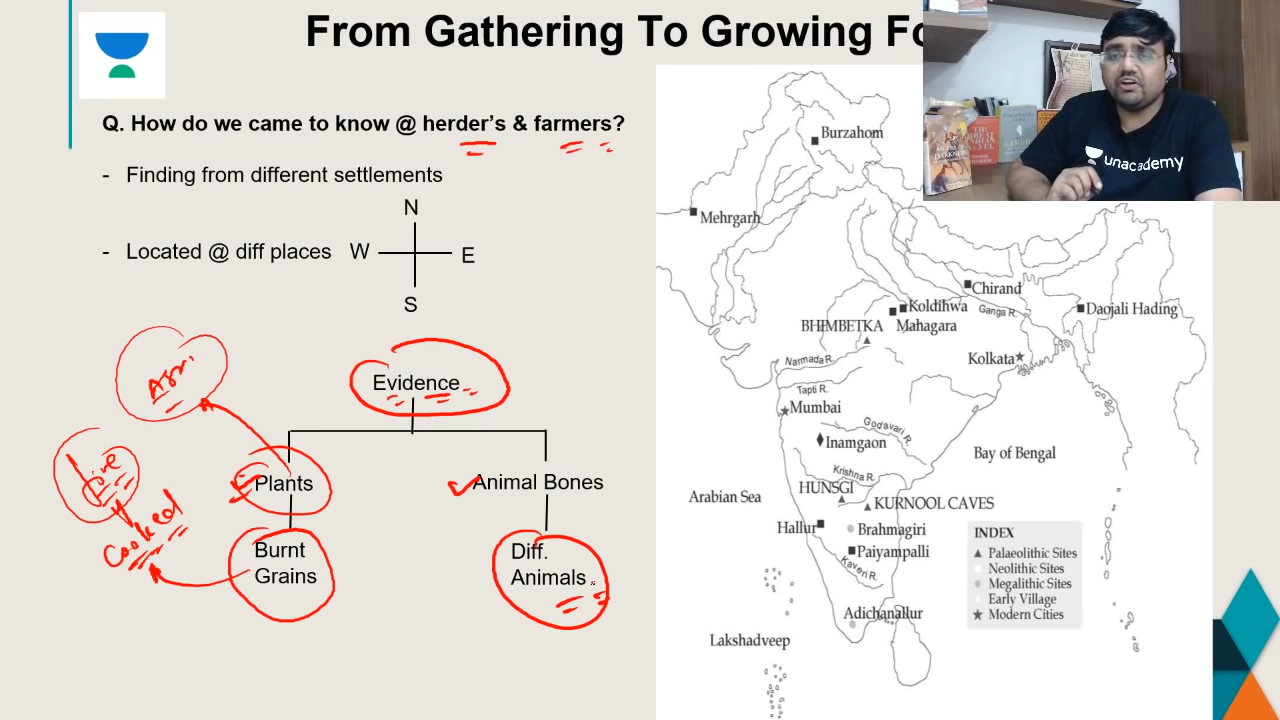 From Gathering To Growing Fo
Q. How do we came to know @ herder's & farmers?
- Finding from different settlements
N
- Located @ diff places W E
S
Evidence
Plants
Animal Bones
Burnt
Grains
Diff.
Animals.
Fire
Cooked
unacademy
Burzahom
Mehrgarh
Chirand
Koldihwa
Ganga R.
Daojali Hading
BHIMBETKA Mahagara
Narmada R.
Kolkata
Tapti R.
Mumbai
Godavari R.
Inamgaon
Bay of Bengal
Krishna R.
HUNSGI
Arabian Sea
KURNOOL CAVES
Hallur
Brahmagiri
Paiyampalli
Kaveri R.
Adichanallur
Lakshadveep
INDEX
Palaeolithic Sites
Neolithic Sites
Megalithic Sites
Early Village
Modern Cities